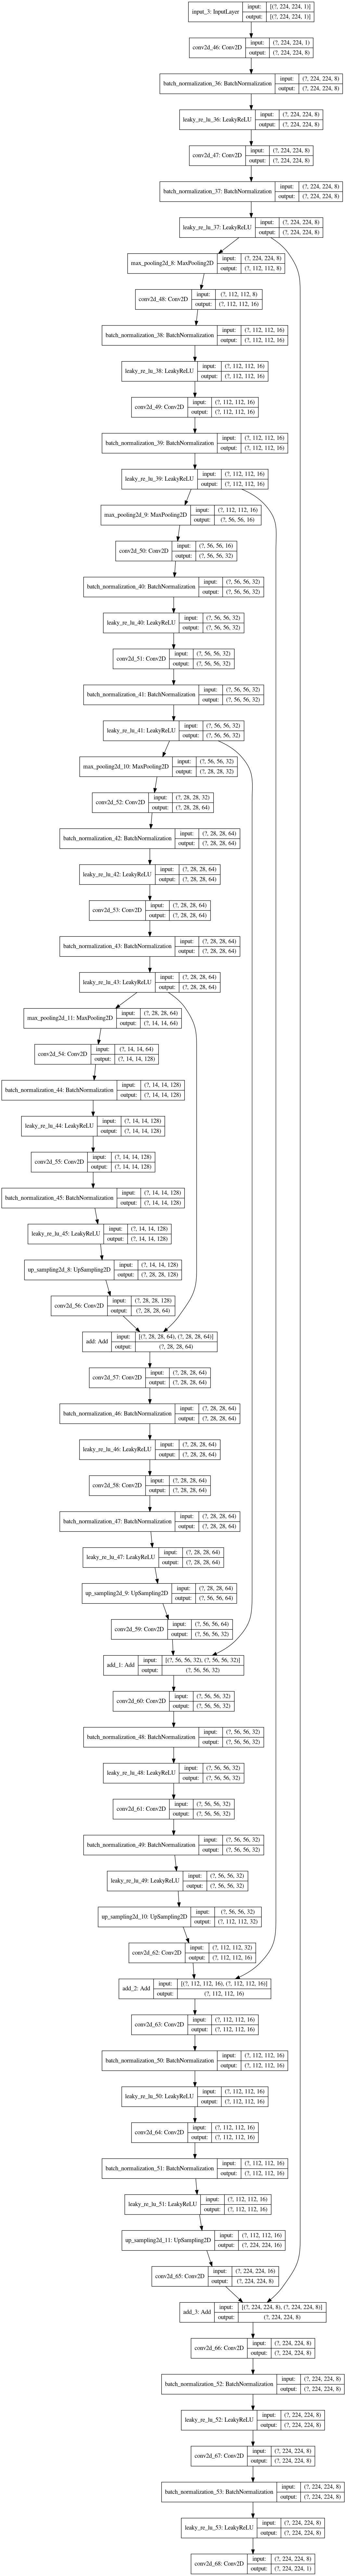 input_3: InputLayer input: [(?, 224, 224, 1)]
output: [(?, 224, 224, 1)]
conv2d_46: Conv2D input: (?, 224, 224, 1)
output: (?, 224, 224, 8)
batch_normalization_36: BatchNormalization input: (?, 224, 224, 8)
output: (?, 224, 224, 8)
leaky_re_lu_36: LeakyReLU input: (?, 224, 224, 8)
output: (?, 224, 224, 8)
conv2d_47: Conv2D input: (?, 224, 224, 8)
output: (?, 224, 224, 8)
batch_normalization_37: BatchNormalization input: (?, 224, 224, 8)
output: (?, 224, 224, 8)
leaky_re_lu_37: LeakyReLU input: (?, 224, 224, 8)
output: (?, 224, 224, 8)
max_pooling2d_8: MaxPooling2D input: (?, 224, 224, 8)
output: (?, 112, 112, 8)
conv2d_48: Conv2D input: (?, 112, 112, 8)
output: (?, 112, 112, 16)
batch_normalization_38: BatchNormalization input: (?, 112, 112, 16)
output: (?, 112, 112, 16)
leaky_re_lu_38: LeakyReLU input: (?, 112, 112, 16)
output: (?, 112, 112, 16)
conv2d_49: Conv2D input: (?, 112, 112, 16)
output: (?, 112, 112, 16)
batch_normalization_39: BatchNormalization input: (?, 112, 112, 16)
output: (?, 112, 112, 16)
leaky_re_lu_39: LeakyReLU input: (?, 112, 112, 16)
output: (?, 112, 112, 16)
max_pooling2d_9: MaxPooling2D input: (?, 112, 112, 16)
output: (?, 56, 56, 16)
conv2d_50: Conv2D input: (?, 56, 56, 16)
output: (?, 56, 56, 32)
batch_normalization_40: BatchNormalization input: (?, 56, 56, 32)
output: (?, 56, 56, 32)
leaky_re_lu_40: LeakyReLU input: (?, 56, 56, 32)
output: (?, 56, 56, 32)
conv2d_51: Conv2D input: (?, 56, 56, 32)
output: (?, 56, 56, 32)
batch_normalization_41: BatchNormalization input: (?, 56, 56, 32)
output: (?, 56, 56, 32)
leaky_re_lu_41: LeakyReLU input: (?, 56, 56, 32)
output: (?, 56, 56, 32)
max_pooling2d_10: MaxPooling2D input: (?, 56, 56, 32)
output: (?, 28, 28, 32)
conv2d_52: Conv2D input: (?, 28, 28, 32)
output: (?, 28, 28, 64)
batch_normalization_42: BatchNormalization input: (?, 28, 28, 64)
output: (?, 28, 28, 64)
leaky_re_lu_42: LeakyReLU input: (?, 28, 28, 64)
output: (?, 28, 28, 64)
conv2d_53: Conv2D input: (?, 28, 28, 64)
output: (?, 28, 28, 64)
batch_normalization_43: BatchNormalization input: (?, 28, 28, 64)
output: (?, 28, 28, 64)
leaky_re_lu_43: LeakyReLU input: (?, 28, 28, 64)
output: (?, 28, 28, 64)
max_pooling2d_11: MaxPooling2D input: (?, 28, 28, 64)
output: (?, 14, 14, 64)
conv2d_54: Conv2D input: (?, 14, 14, 64)
output: (?, 14, 14, 128)
batch_normalization_44: BatchNormalization input: (?, 14, 14, 128)
output: (?, 14, 14, 128)
leaky_re_lu_44: LeakyReLU input: (?, 14, 14, 128)
output: (?, 14, 14, 128)
conv2d_55: Conv2D input: (?, 14, 14, 128)
output: (?, 14, 14, 128)
batch_normalization_45: BatchNormalization input: (?, 14, 14, 128)
output: (?, 14, 14, 128)
leaky_re_lu_45: LeakyReLU input: (?, 14, 14, 128)
output: (?, 14, 14, 128)
up_sampling2d_8: UpSampling2D input: (?, 14, 14, 128)
output: (?, 28, 28, 128)
conv2d_56: Conv2D input: (?, 28, 28, 128)
output: (?, 28, 28, 64)
add: Add input: [(?, 28, 28, 64), (?, 28, 28, 64)]
output: (?, 28, 28, 64)
conv2d_57: Conv2D input: (?, 28, 28, 64)
output: (?, 28, 28, 64)
batch_normalization_46: BatchNormalization input: (?, 28, 28, 64)
output: (?, 28, 28, 64)
leaky_re_lu_46: LeakyReLU input: (?, 28, 28, 64)
output: (?, 28, 28, 64)
conv2d_58: Conv2D input: (?, 28, 28, 64)
output: (?, 28, 28, 64)
batch_normalization_47: BatchNormalization input: (?, 28, 28, 64)
output: (?, 28, 28, 64)
leaky_re_lu_47: LeakyReLU input: (?, 28, 28, 64)
output: (?, 28, 28, 64)
up_sampling2d_9: UpSampling2D input: (?, 28, 28, 64)
output: (?, 56, 56, 64)
conv2d_59: Conv2D input: (?, 56, 56, 64)
output: (?, 56, 56, 32)
add_1: Add input: [(?, 56, 56, 32), (?, 56, 56, 32)]
output: (?, 56, 56, 32)
conv2d_60: Conv2D input: (?, 56, 56, 32)
output: (?, 56, 56, 32)
batch_normalization_48: BatchNormalization input: (?, 56, 56, 32)
output: (?, 56, 56, 32)
leaky_re_lu_48: LeakyReLU input: (?, 56, 56, 32)
output: (?, 56, 56, 32)
conv2d_61: Conv2D input: (?, 56, 56, 32)
output: (?, 56, 56, 32)
batch_normalization_49: BatchNormalization input: (?, 56, 56, 32)
output: (?, 56, 56, 32)
leaky_re_lu_49: LeakyReLU input: (?, 56, 56, 32)
output: (?, 56, 56, 32)
up_sampling2d_10: UpSampling2D input: (?, 56, 56, 32)
output: (?, 112, 112, 32)
conv2d_62: Conv2D input: (?, 112, 112, 32)
output: (?, 112, 112, 16)
add_2: Add input: [(?, 112, 112, 16), (?, 112, 112, 16)]
output: (?, 112, 112, 16)
conv2d_63: Conv2D input: (?, 112, 112, 16)
output: (?, 112, 112, 16)
batch_normalization_50: BatchNormalization input: (?, 112, 112, 16)
output: (?, 112, 112, 16)
leaky_re_lu_50: LeakyReLU input: (?, 112, 112, 16)
output: (?, 112, 112, 16)
conv2d_64: Conv2D input: (?, 112, 112, 16)
output: (?, 112, 112, 16)
batch_normalization_51: BatchNormalization input: (?, 112, 112, 16)
output: (?, 112, 112, 16)
leaky_re_lu_51: LeakyReLU input: (?, 112, 112, 16)
output: (?, 112, 112, 16)
up_sampling2d_11: UpSampling2D input: (?, 112, 112, 16)
output: (?, 224, 224, 16)
conv2d_65: Conv2D input: (?, 224, 224, 16)
output: (?, 224, 224, 8)
add_3: Add input: [(?, 224, 224, 8), (?, 224, 224, 8)]
output: (?, 224, 224, 8)
conv2d_66: Conv2D input: (?, 224, 224, 8)
output: (?, 224, 224, 8)
batch_normalization_52: BatchNormalization input: (?, 224, 224, 8)
output: (?, 224, 224, 8)
leaky_re_lu_52: LeakyReLU input: (?, 224, 224, 8)
output: (?, 224, 224, 8)
conv2d_67: Conv2D input: (?, 224, 224, 8)
output: (?, 224, 224, 8)
batch_normalization_53: BatchNormalization input: (?, 224, 224, 8)
output: (?, 224, 224, 8)
leaky_re_lu_53: LeakyReLU input: (?, 224, 224, 8)
output: (?, 224, 224, 8)
conv2d_68: Conv2D input: (?, 224, 224, 8)
output: (?, 224, 224, 1)